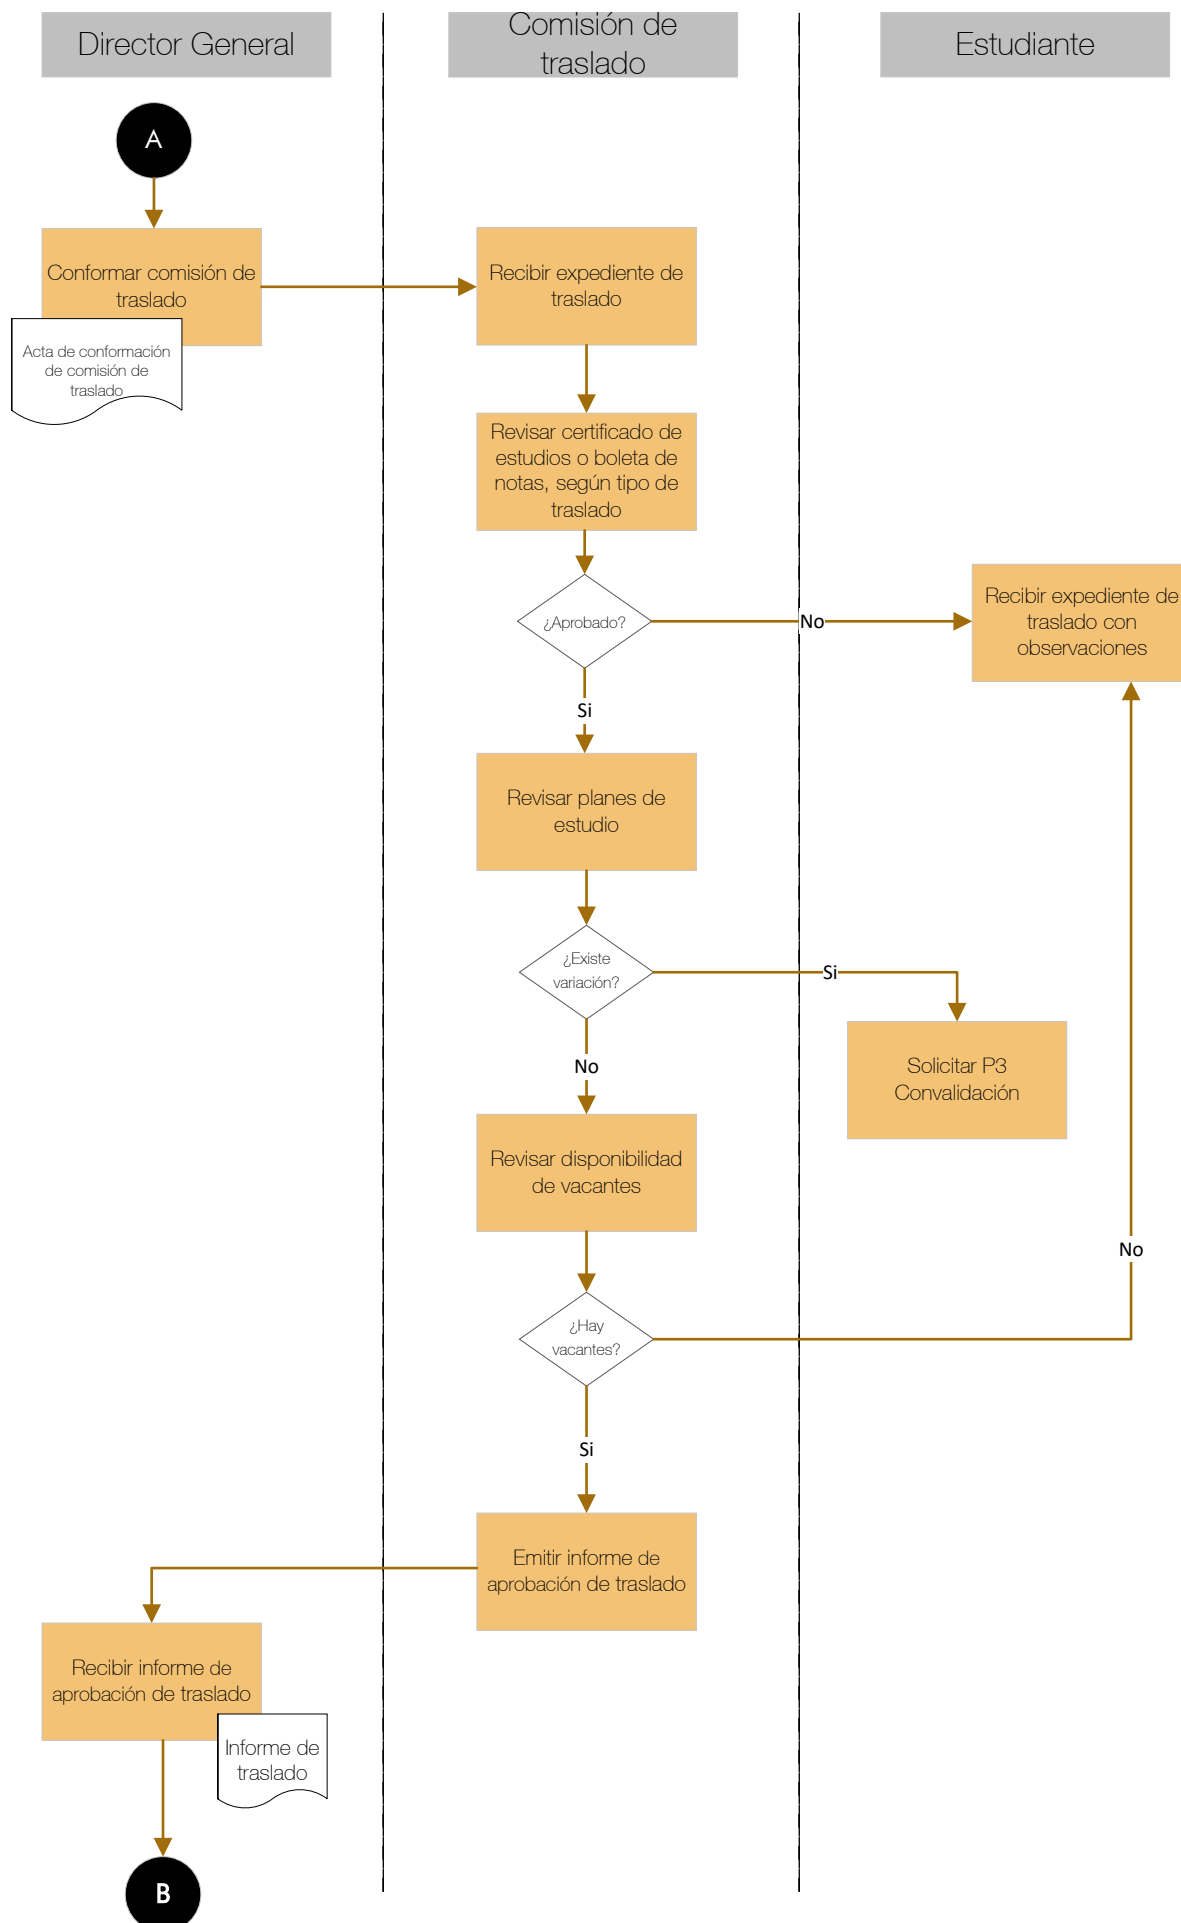 Director General
Comisión de
traslado
Estudiante
A
Conformar comisión de
traslado
Acta de conformación
de comisión de
traslado
Recibir expediente de
traslado
Revisar certificado de
estudios o boleta de
notas, según tipo de
traslado
¿Aprobado?
No
Recibir expediente de
traslado con
observaciones
Si
Revisar planes de
estudio
¿Existe
variación?
Si
Solicitar P3
Convalidación
No
Revisar disponibilidad
de vacantes
No
¿Hay
vacantes?
Si
Emitir informe de
aprobación de traslado
Recibir informe de
aprobación de traslado
Informe de
traslado
B